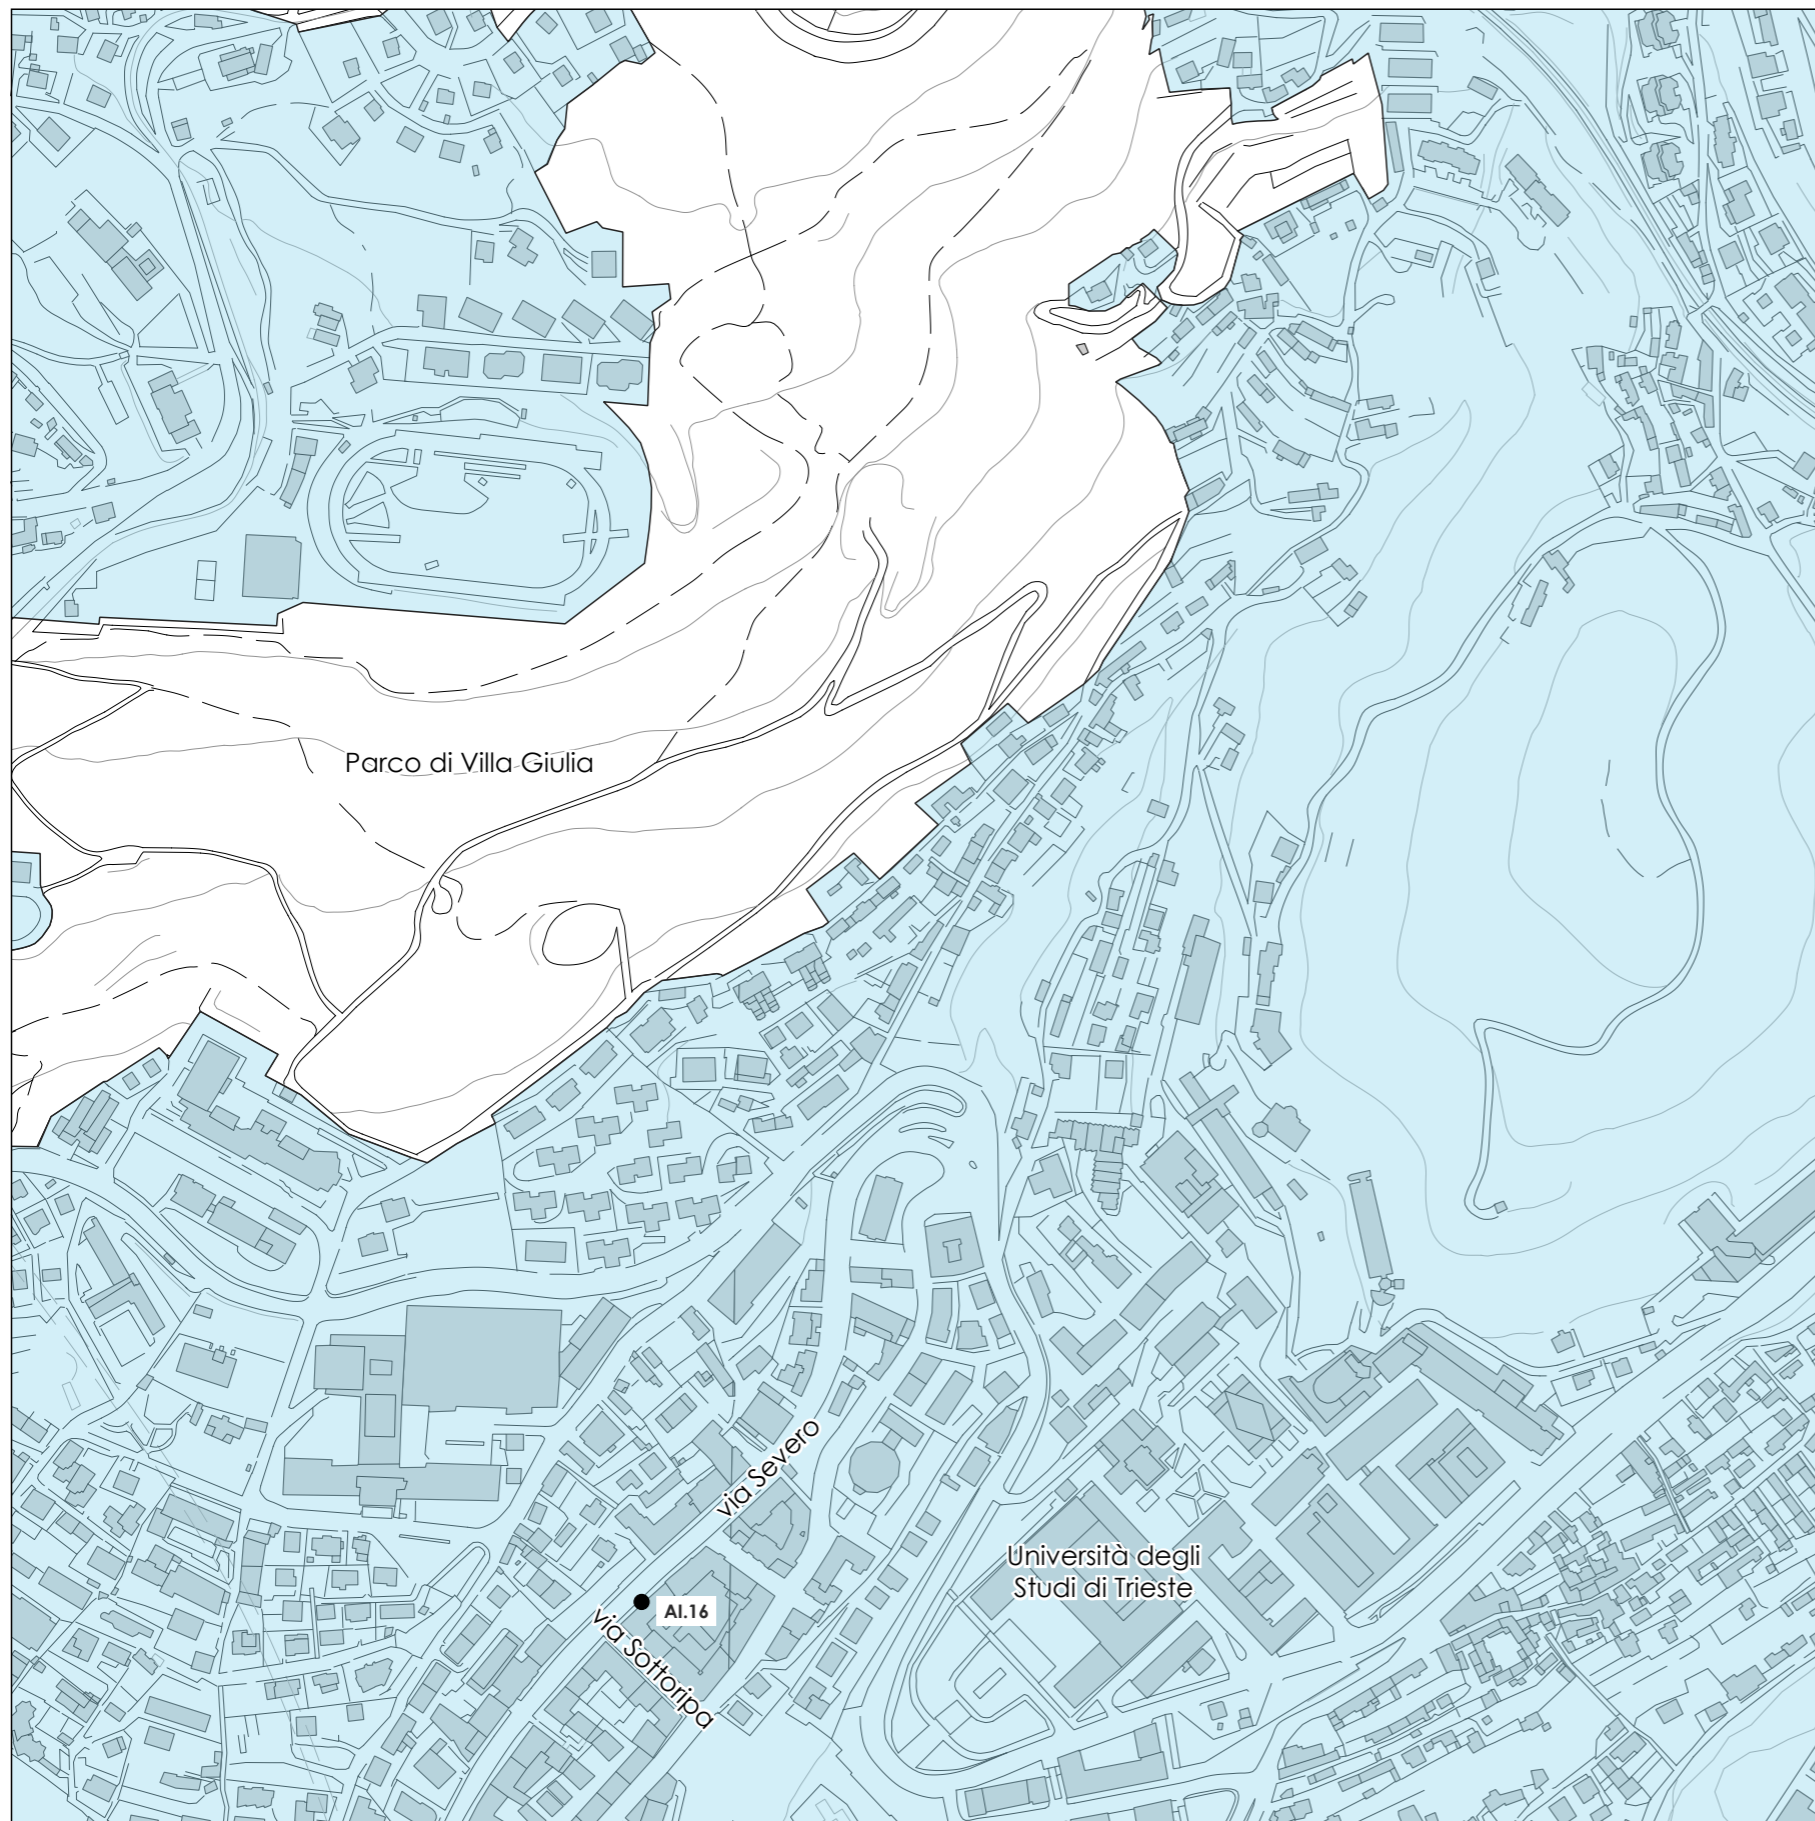 Parco di Villa Giulia
via Severo
Università degli
Studi di Trieste
AI.16
via Sottoripa